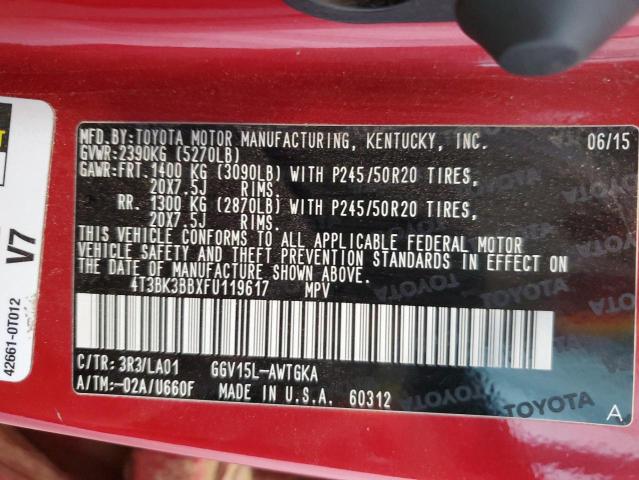 MFD.BY:TOYOTA MOTOR MANUFACTURING, KENTUCKY, INC. 06/15
GVWR:2390KG (5270LB)
GAWR:FRT.1400 KG (3090LB) WITH P245/50R20 TIRES,
20X7.5J RIMS.
RR. 1300 KG (2870LB) WITH P245/50R20 TIRES,
20X7.5J RIMS.
THIS VEHICLE CONFORMS TO ALL APPLICABLE FEDERAL MOTOR
VEHICLE SAFETY AND THEFT PREVENTION STANDARDS IN EFFECT ON
THE DATE OF MANUFACTURE SHOWN ABOVE.
4T3BK3BBXFU119617 MPV
C/TR: 3R3/LA01 GGV15L-AWTGKA
A/TM:-02A/U660F MADE IN U.S.A. 60312
A
TOYOTA
TOYOTA
TOYOTA
42661-0T012
V7